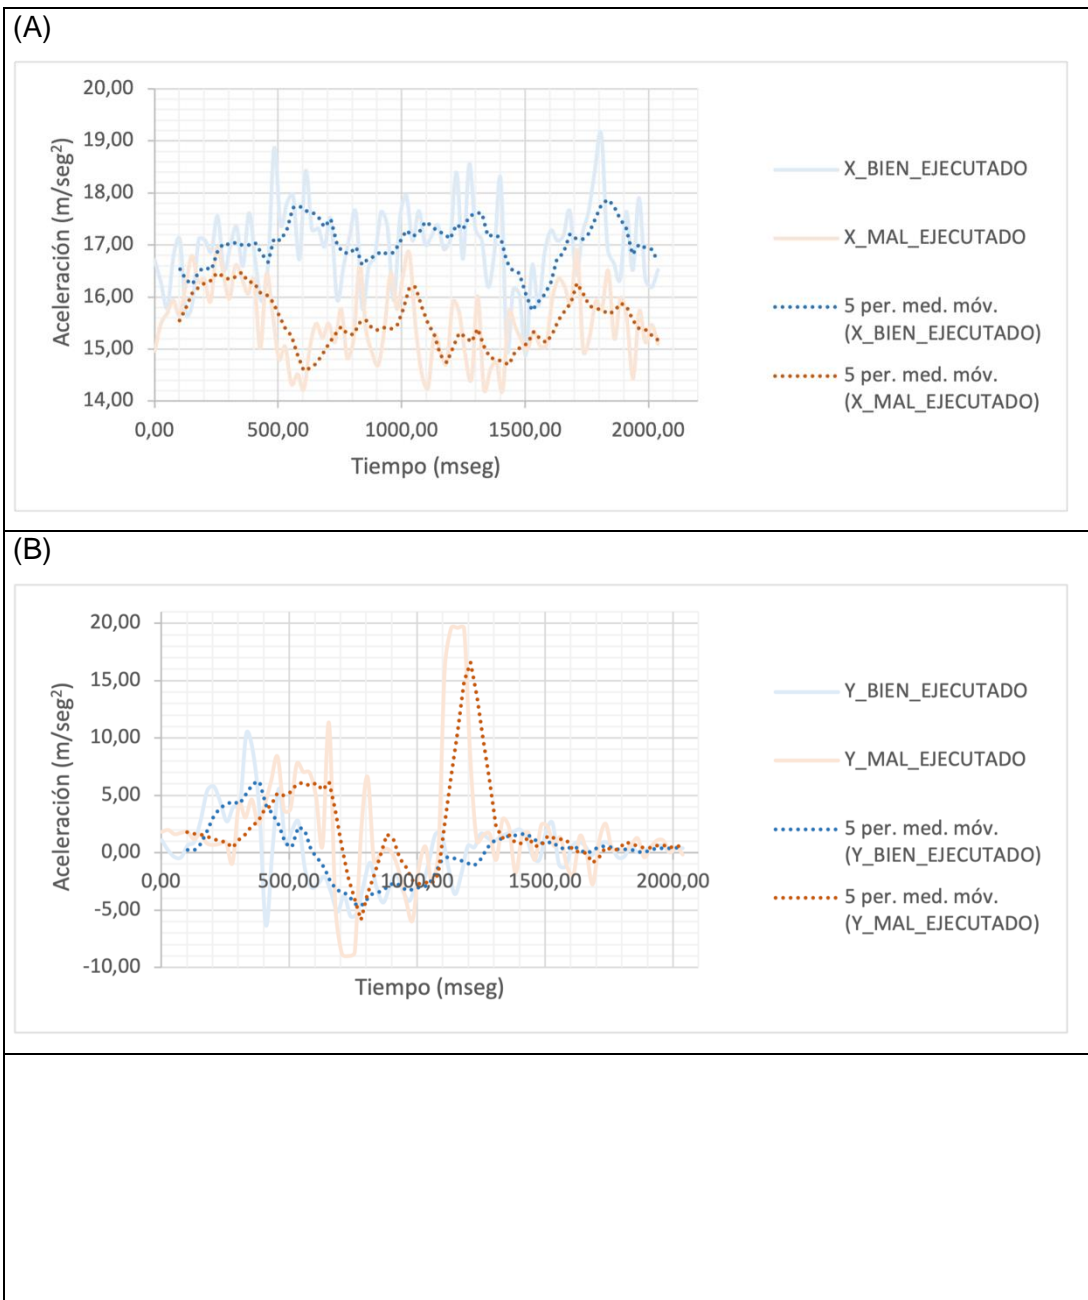 (A)
20,00
19,00
18,00
17,00
16,00
15,00
14,00
Aceleración (m/seg²)
0,00 500,00 1000,00 1500,00 2000,00
Tiempo (mseg)
X_BIEN_EJECUTADO
X_MAL_EJECUTADO
5 per. med. móv.
(X_BIEN_EJECUTADO)
5 per. med. móv.
(X_MAL_EJECUTADO)
(B)
20,00
15,00
10,00
5,00
0,00
-5,00
-10,00
Aceleración (m/seg²)
0,00 500,00 1000,00 1500,00 2000,00
Tiempo (mseg)
Y_BIEN_EJECUTADO
Y_MAL_EJECUTADO
5 per. med. móv.
(Y_BIEN_EJECUTADO)
5 per. med. móv.
(Y_MAL_EJECUTADO)